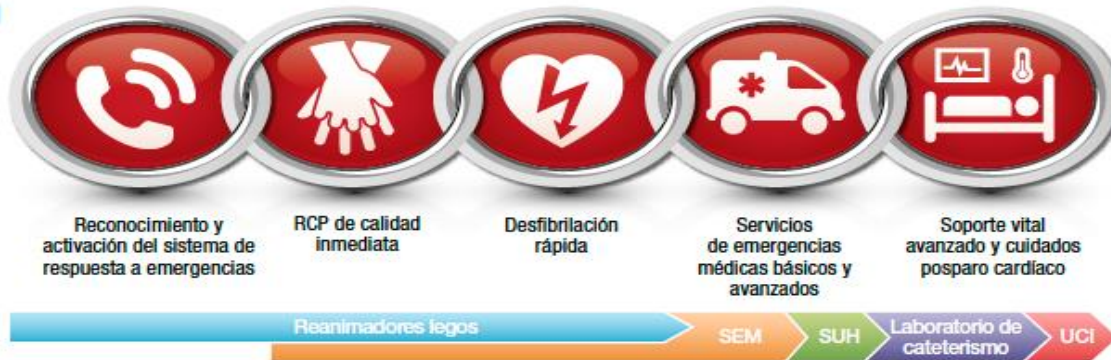 Reconocimiento y
activación del sistema de
respuesta a emergencias
RCP de calidad
inmediata
Desfibrilación
rápida
Servicios
de emergencias
médicas básicos y
avanzados
Soporte vital
avanzado y cuidados
posparo cardíaco
Reanimadores legos
SEM
SUH
Laboratorio de
cateterismo
UCI